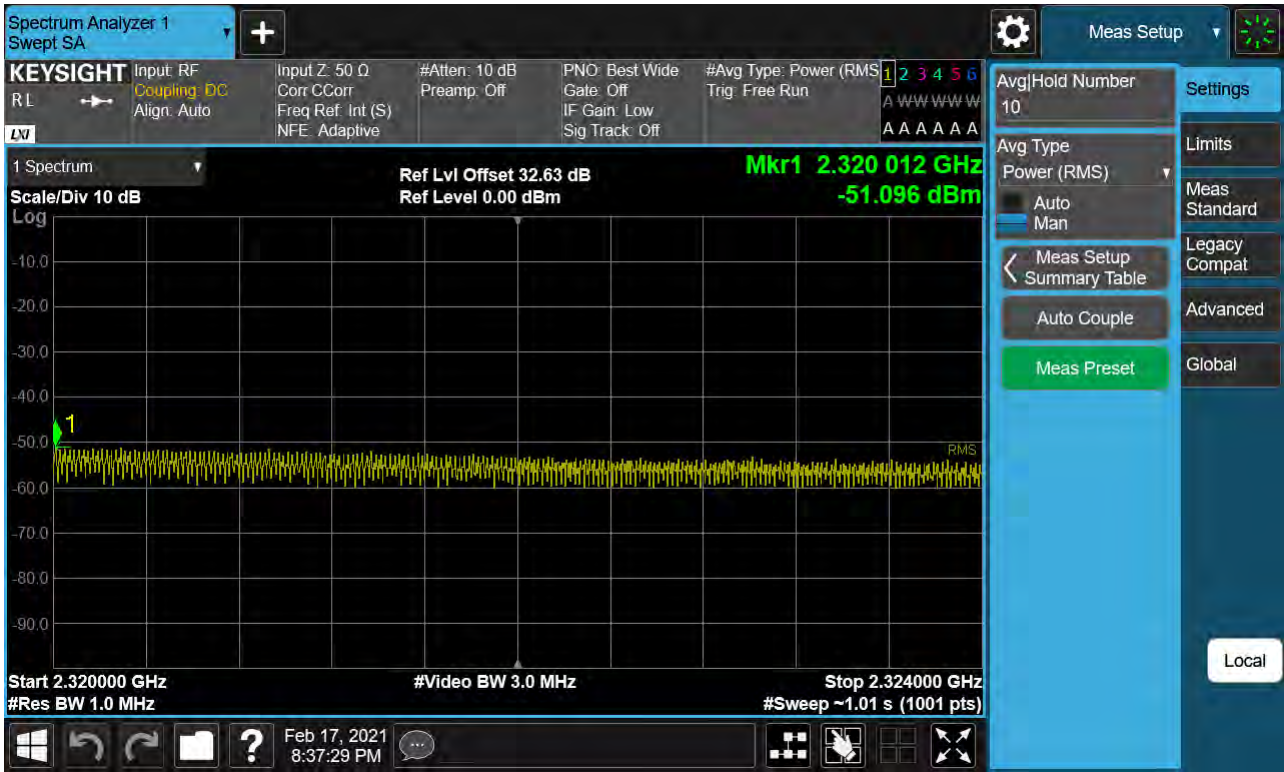 Spectrum Analyzer 1
Swept SA
+
Meas Setup
KEYSIGHT
RL
LXI
Input: RF
Coupling: DC
Align: Auto
Input Z: 50 Ω
Corr CCorr
Freq Ref: Int (S)
NFE: Adaptive
#Atten: 10 dB
Preamp: Off
PNO: Best Wide
Gate: Off
IF Gain: Low
Sig Track: Off
#Avg Type: Power (RMS
Trig: Free Run
1 2 3 4 5 6
A W W W W W
A A A A A A
1 Spectrum
Scale/Div 10 dB
Log
Ref Lvl Offset 32.63 dB
Ref Level 0.00 dBm
Mkr1 2.320 012 GHz
-51.096 dBm
-10.0
-20.0
-30.0
-40.0
1
-50.0
RMS
-60.0
-70.0
-80.0
-90.0
Start 2.320000 GHz
#Res BW 1.0 MHz
#Video BW 3.0 MHz
Stop 2.324000 GHz
#Sweep ~1.01 s (1001 pts)
Avg|Hold Number
10
Avg Type
Power (RMS)
Auto
Man
Meas Setup
Summary Table
Auto Couple
Meas Preset
Settings
Limits
Meas
Standard
Legacy
Compat
Advanced
Global
Local
?
Feb 17, 2021
8:37:29 PM